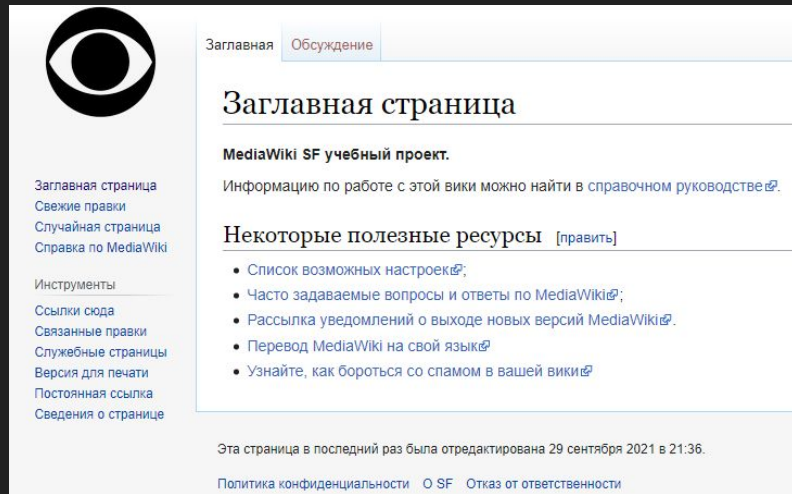 Заглавная Обсуждение
Заглавная страница
MediaWiki SF учебный проект.
Информацию по работе с этой вики можно найти в справочном руководстве.
Некоторые полезные ресурсы [править]
Список возможных настроек;
Часто задаваемые вопросы и ответы по MediaWiki;
Рассылка уведомлений о выходе новых версий MediaWiki.
Перевод MediaWiki на свой язык
Узнайте, как бороться со спамом в вашей вики
Заглавная страница
Свежие правки
Случайная страница
Справка по MediaWiki
Инструменты
Ссылки сюда
Связанные правки
Служебные страницы
Версия для печати
Постоянная ссылка
Сведения о странице
Эта страница в последний раз была отредактирована 29 сентября 2021 в 21:36.
Политика конфиденциальности О SF Отказ от ответственности